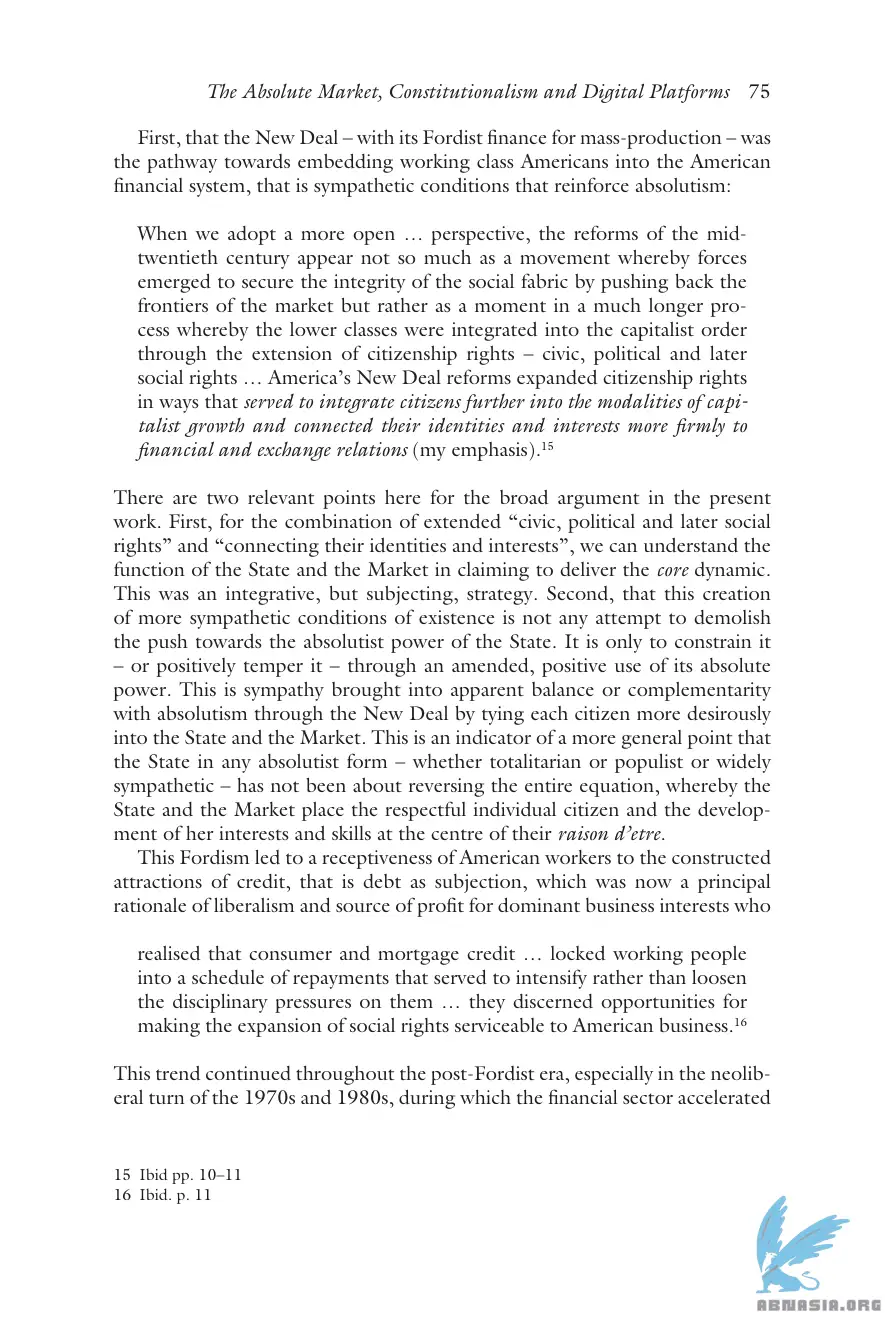 The Absolute Market, Constitutionalism and Digital Platforms 75
First, that the New Deal – with its Fordist finance for mass-production – was
the pathway towards embedding working class Americans into the American
financial system, that is sympathetic conditions that reinforce absolutism:
When we adopt a more open … perspective, the reforms of the mid-
twentieth century appear not so much as a movement whereby forces
emerged to secure the integrity of the social fabric by pushing back the
frontiers of the market but rather as a moment in a much longer pro-
cess whereby the lower classes were integrated into the capitalist order
through the extension of citizenship rights – civic, political and later
social rights … America’s New Deal reforms expanded citizenship rights
in ways that served to integrate citizens further into the modalities of capi-
talist growth and connected their identities and interests more firmly to
financial and exchange relations (my emphasis).15
There are two relevant points here for the broad argument in the present
work. First, for the combination of extended “civic, political and later social
rights” and “connecting their identities and interests”, we can understand the
function of the State and the Market in claiming to deliver the core dynamic.
This was an integrative, but subjecting, strategy. Second, that this creation
of more sympathetic conditions of existence is not any attempt to demolish
the push towards the absolutist power of the State. It is only to constrain it
– or positively temper it – through an amended, positive use of its absolute
power. This is sympathy brought into apparent balance or complementarity
with absolutism through the New Deal by tying each citizen more desirously
into the State and the Market. This is an indicator of a more general point that
the State in any absolutist form – whether totalitarian or populist or widely
sympathetic – has not been about reversing the entire equation, whereby the
State and the Market place the respectful individual citizen and the develop-
ment of her interests and skills at the centre of their raison d’etre.
This Fordism led to a receptiveness of American workers to the constructed
attractions of credit, that is debt as subjection, which was now a principal
rationale of liberalism and source of profit for dominant business interests who
realised that consumer and mortgage credit … locked working people
into a schedule of repayments that served to intensify rather than loosen
the disciplinary pressures on them … they discerned opportunities for
making the expansion of social rights serviceable to American business.16
This trend continued throughout the post-Fordist era, especially in the neolib-
eral turn of the 1970s and 1980s, during which the financial sector accelerated
15 Ibid pp. 10–11
16 Ibid. p. 11
ABNASIA.ORG